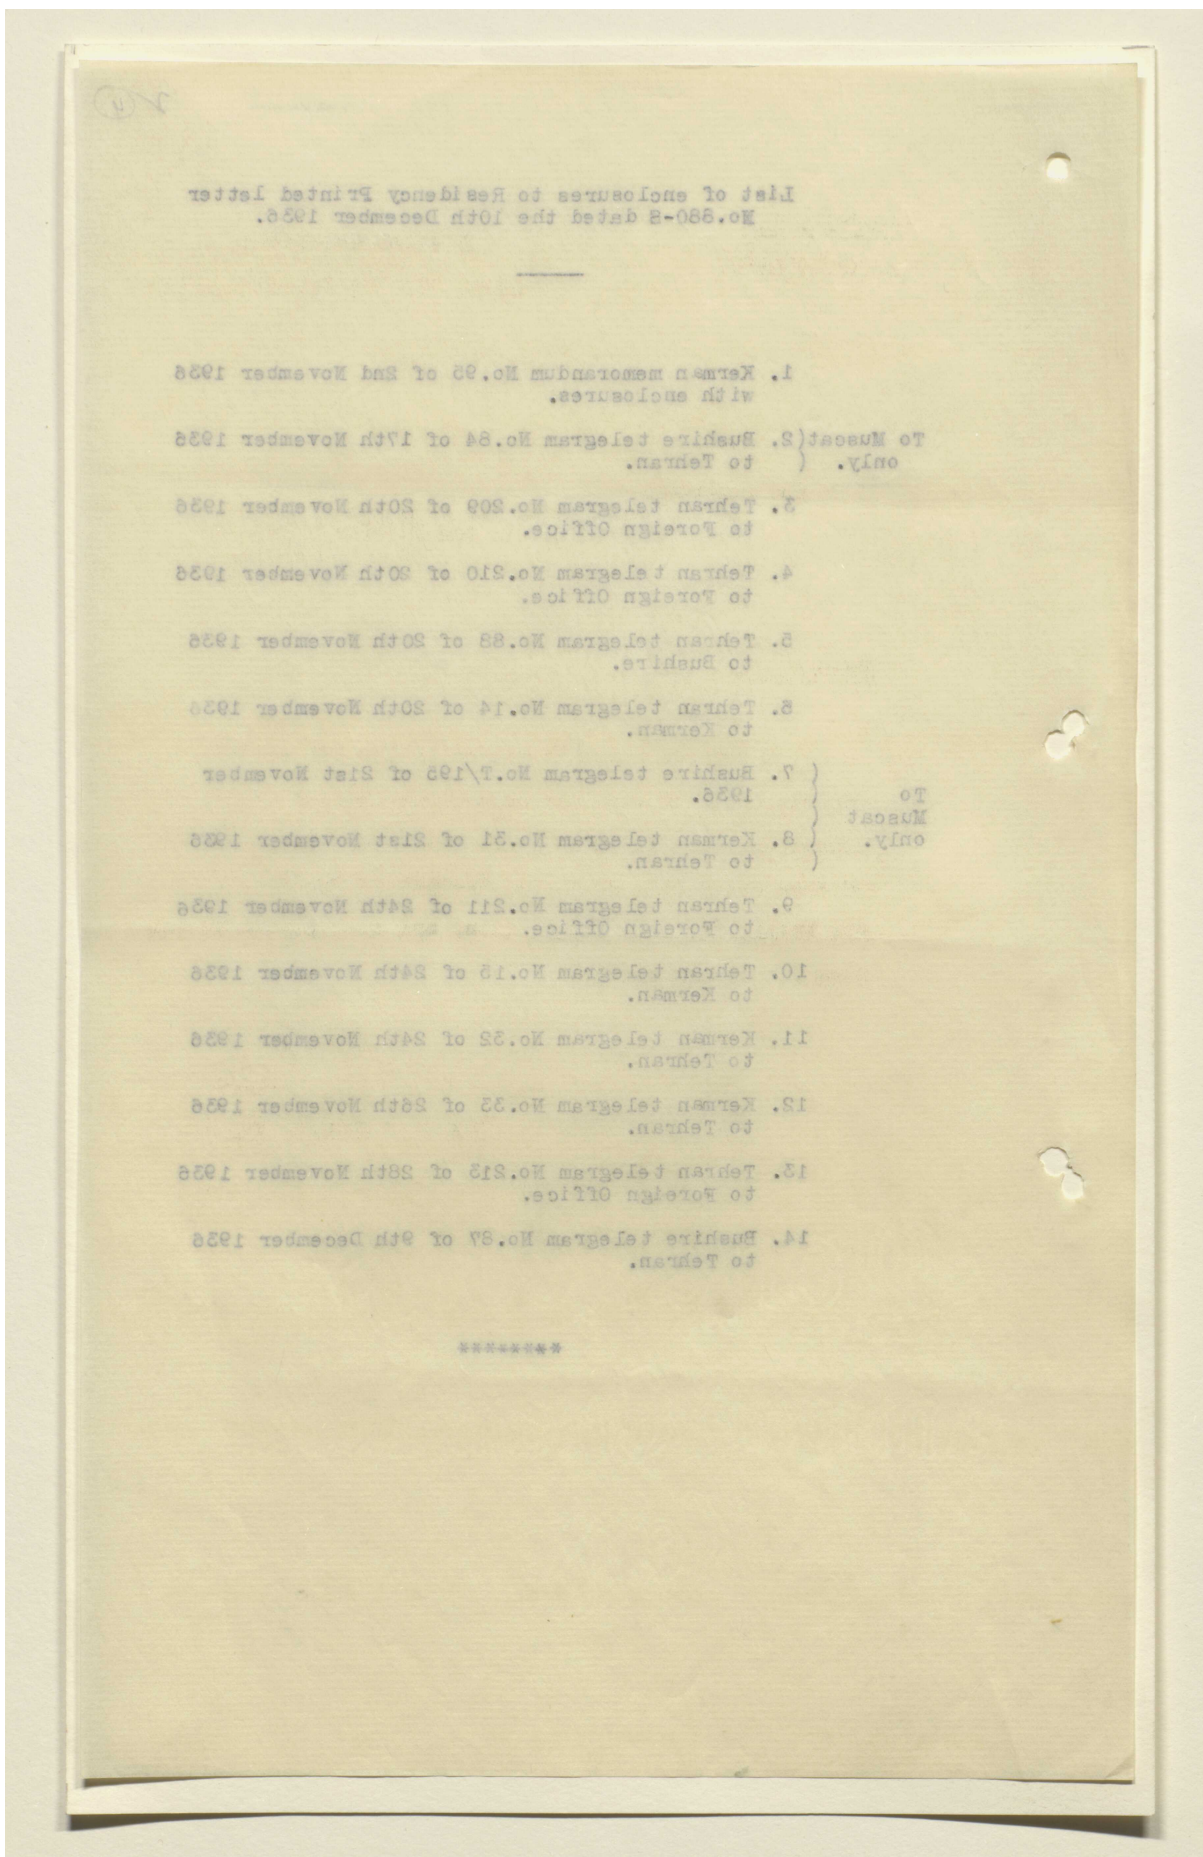 List of enclosures to Residency Printed letter
No.880-S dated the 10th December 1936.
1. Kerman memorandum No.95 of 2nd November 1936
with enclosures.
To Muscat(2. Bushire telegram No.84 of 17th November 1936
only. ( to Tehran.
3. Tehran telegram No.209 of 20th November 1936
to Foreign Office.
4. Tehran telegram No.210 of 20th November 1936
to Foreign Office.
5. Tehran telegram No.88 of 20th November 1936
to Bushire.
6. Tehran telegram No.14 of 20th November 1936
to Kerman.
( 7. Bushire telegram No.T/195 of 21st November
To ( 1936.
Muscat (
only. ( 8. Kerman telegram No.31 of 21st November 1936
( to Tehran.
9. Tehran telegram No.211 of 24th November 1936
to Foreign Office.
10. Tehran telegram No.15 of 24th November 1936
to Kerman.
11. Kerman telegram No.32 of 24th November 1936
to Tehran.
12. Kerman telegram No.33 of 26th November 1936
to Tehran.
13. Tehran telegram No.213 of 28th November 1936
to Foreign Office.
14. Bushire telegram No.87 of 9th December 1936
to Tehran.
********